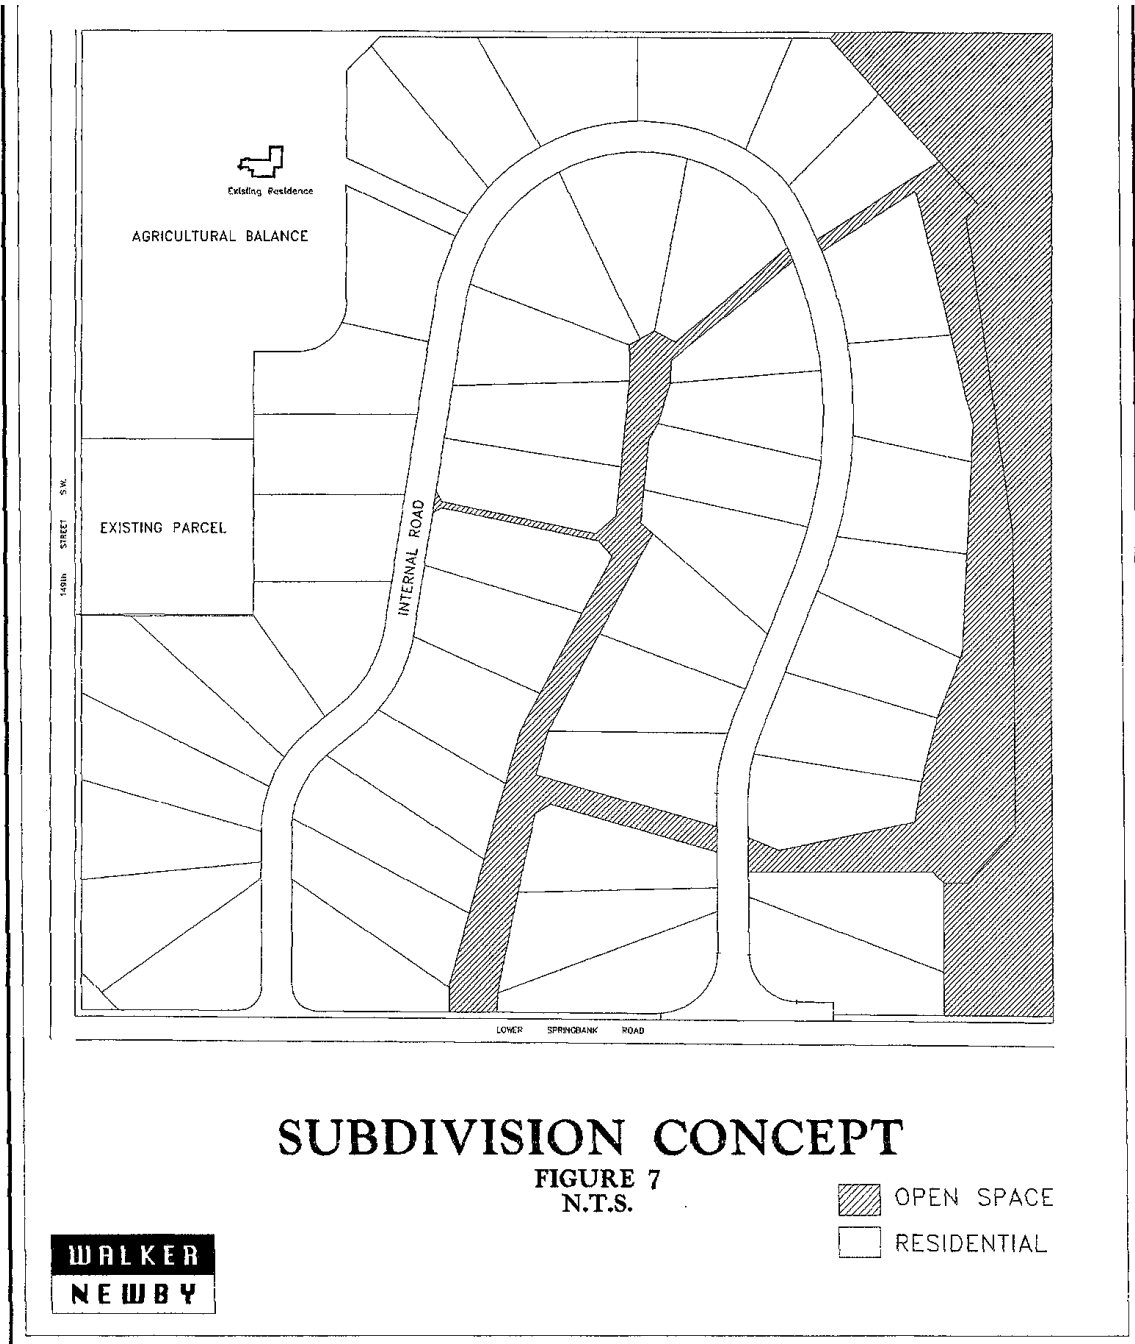 Existing Residence
AGRICULTURAL BALANCE
EXISTING PARCEL
149th STREET S.W.
INTERNAL ROAD
LOWER SPRINGBANK ROAD
SUBDIVISION CONCEPT
FIGURE 7
N.T.S.
OPEN SPACE
RESIDENTIAL
WALKER
NEWBY